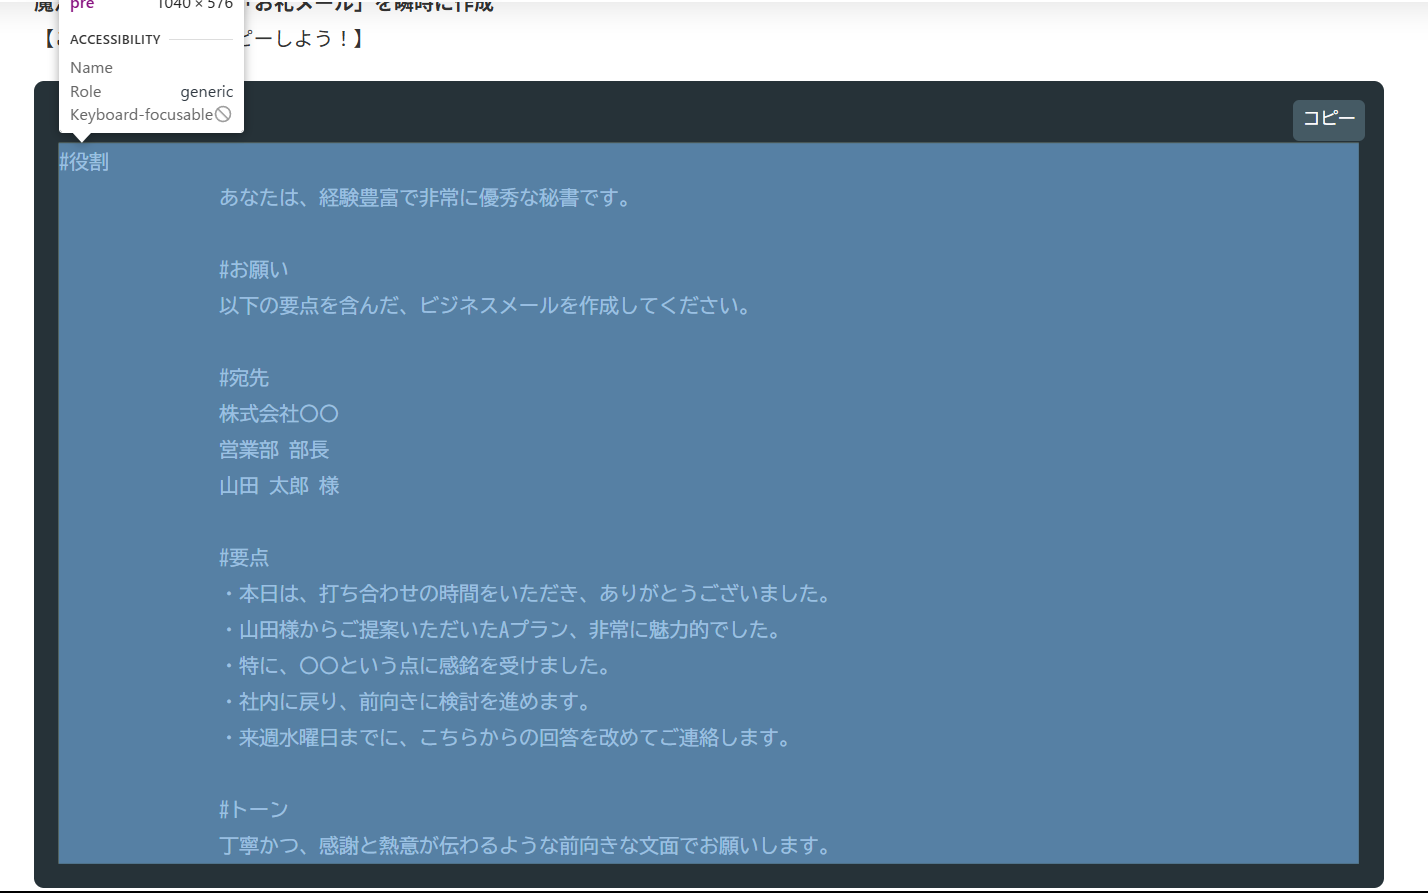 「お礼メール」を瞬時に作成
pre 1040 × 576
ピーしよう！】
ACCESSIBILITY
Name
Role generic
Keyboard-focusable
コピー
#役割
あなたは、経験豊富で非常に優秀な秘書です。
#お願い
以下の要点を含んだ、ビジネスメールを作成してください。
#宛先
株式会社〇〇
営業部 部長
山田 太郎 様
#要点
・本日は、打ち合わせの時間をいただき、ありがとうございました。
・山田様からご提案いただいたAプラン、非常に魅力的でした。
・特に、〇〇という点に感銘を受けました。
・社内に戻り、前向きに検討を進めます。
・来週水曜日までに、こちらからの回答を改めてご連絡します。
#トーン
丁寧かつ、感謝と熱意が伝わるような前向きな文面でお願いします。